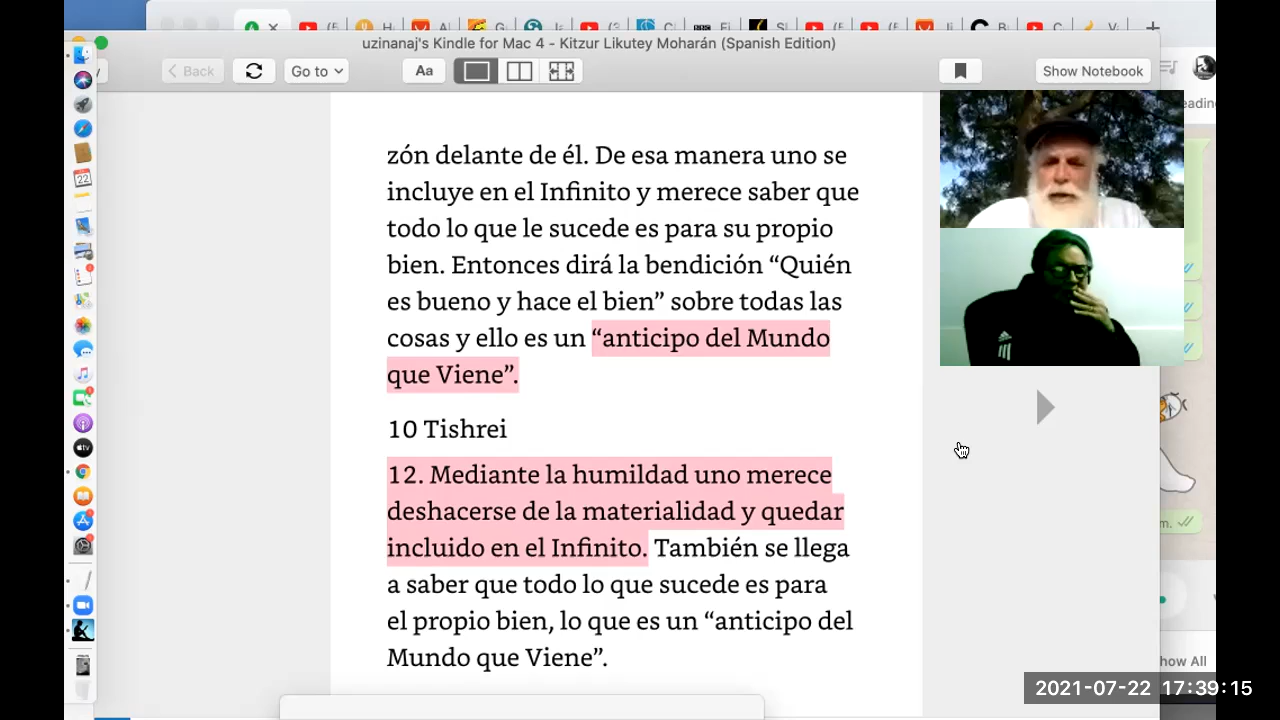 uzinanaj's Kindle for Mac 4 - Kitzur Likutey Moharán (Spanish Edition)
Back
Go to
Aa
Show Notebook
eading
zón delante de él. De esa manera uno se
incluye en el Infinito y merece saber que
todo lo que le sucede es para su propio
bien. Entonces dirá la bendición “Quién
es bueno y hace el bien” sobre todas las
cosas y ello es un “anticipo del Mundo
que Viene”.
10 Tishrei
12. Mediante la humildad uno merece
deshacerse de la materialidad y quedar
incluido en el Infinito. También se llega
a saber que todo lo que sucede es para
el propio bien, lo que es un “anticipo del
Mundo que Viene”.
22
tv
m.
how All
2021-07-22 17:39:15